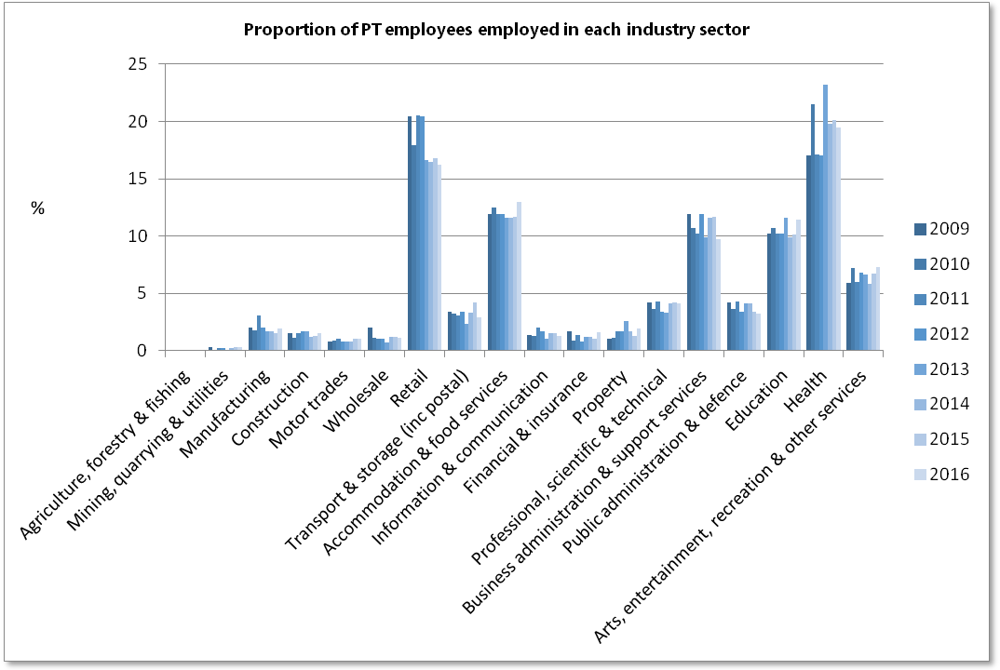 Proportion of PT employees employed in each industry sector
25
20
15
10
5
0
%
Agriculture, forestry & fishing
Mining, quarrying & utilities
Manufacturing
Construction
Motor trades
Wholesale
Retail
Transport & storage (inc postal)
Accommodation & food services
Information & communication
Financial & insurance
Property
Professional, scientific & technical
Business administration & support services
Public administration & defence
Education
Health
Arts, entertainment, recreation & other services
2009
2010
2011
2012
2013
2014
2015
2016